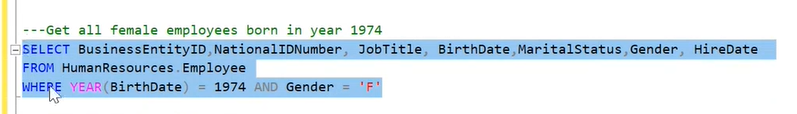 ---Get all female employees born in year 1974
SELECT BusinessEntityID,NationalIDNumber, JobTitle, BirthDate,MaritalStatus,Gender, HireDate
FROM HumanResources.Employee
WHERE YEAR(BirthDate) = 1974 AND Gender = 'F'